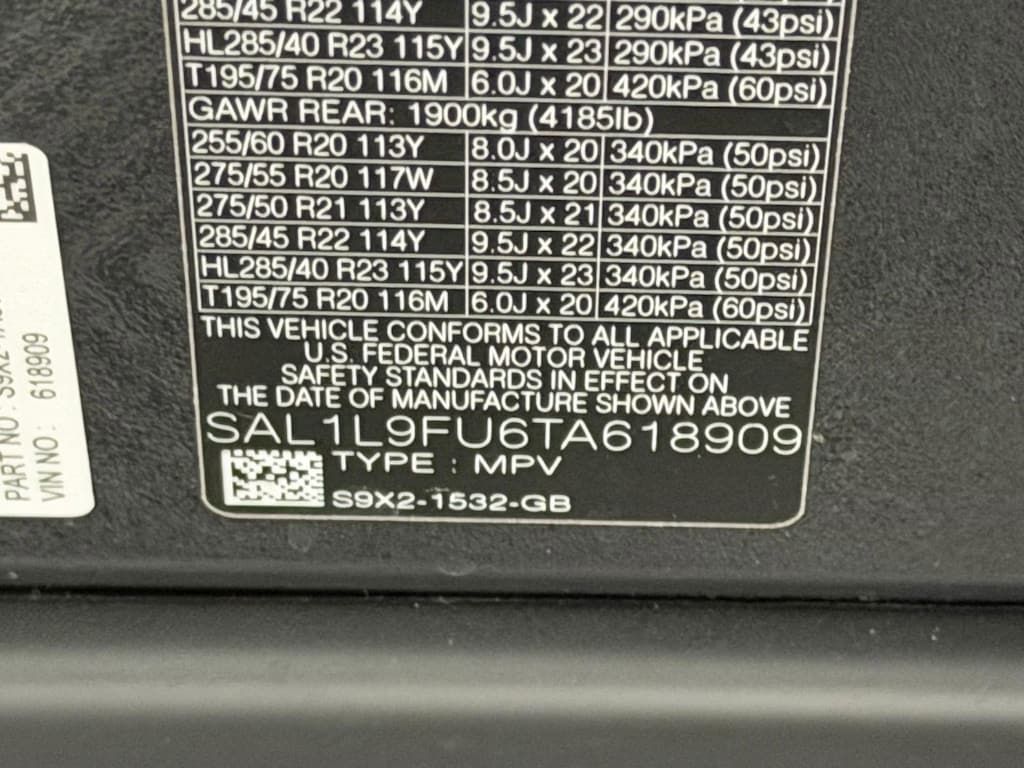 285/45 R22 114Y 9.5J x 22 290kPa (43psi)
HL285/40 R23 115Y 9.5J x 23 290kPa (43psi)
T195/75 R20 116M 6.0J x 20 420kPa (60psi)
GAWR REAR: 1900kg (4185lb)
255/60 R20 113Y 8.0J x 20 340kPa (50psi)
275/55 R20 117W 8.5J x 20 340kPa (50psi)
275/50 R21 113Y 8.5J x 21 340kPa (50psi)
285/45 R22 114Y 9.5J x 22 340kPa (50psi)
HL285/40 R23 115Y 9.5J x 23 340kPa (50psi)
T195/75 R20 116M 6.0J x 20 420kPa (60psi)
THIS VEHICLE CONFORMS TO ALL APPLICABLE
U.S. FEDERAL MOTOR VEHICLE
SAFETY STANDARDS IN EFFECT ON
THE DATE OF MANUFACTURE SHOWN ABOVE
SAL1L9FU6TA618909
TYPE : MPV
S9X2-1532-GB
PART NO :
VIN NO : 618909